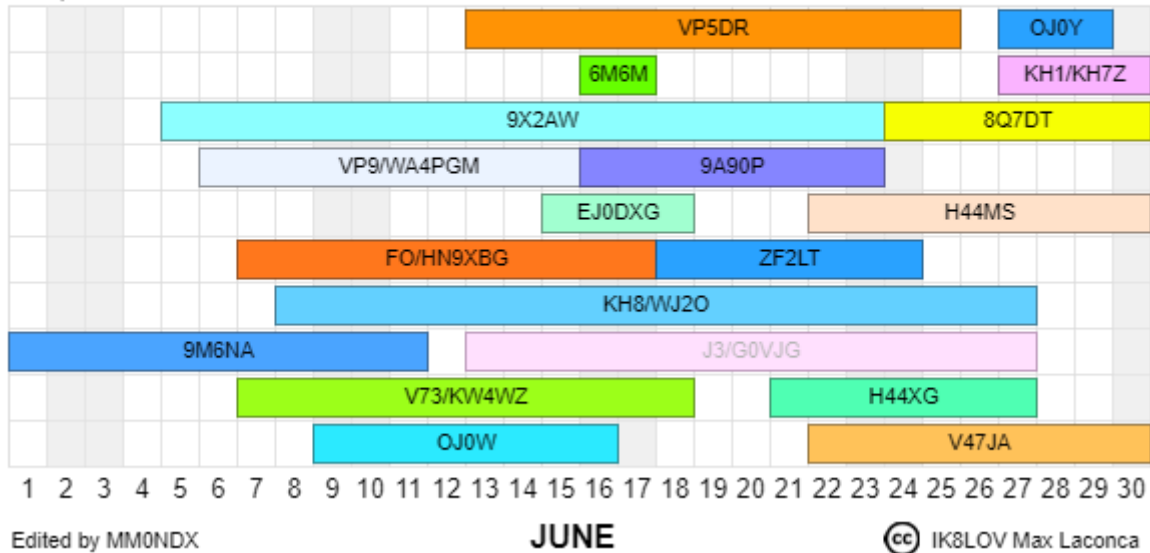 VP5DR OJ0Y
6M6M KH1/KH7Z
9X2AW 8Q7DT
VP9/WA4PGM 9A90P
EJ0DXG H44MS
FO/HN9XBG ZF2LT
KH8/WJ2O
9M6NA J3/G0VJG
V73/KW4WZ H44XG
OJ0W V47JA
1 2 3 4 5 6 7 8 9 10 11 12 13 14 15 16 17 18 19 20 21 22 23 24 25 26 27 28 29 30
Edited by MM0NDX JUNE cc IK8LOV Max Laconca